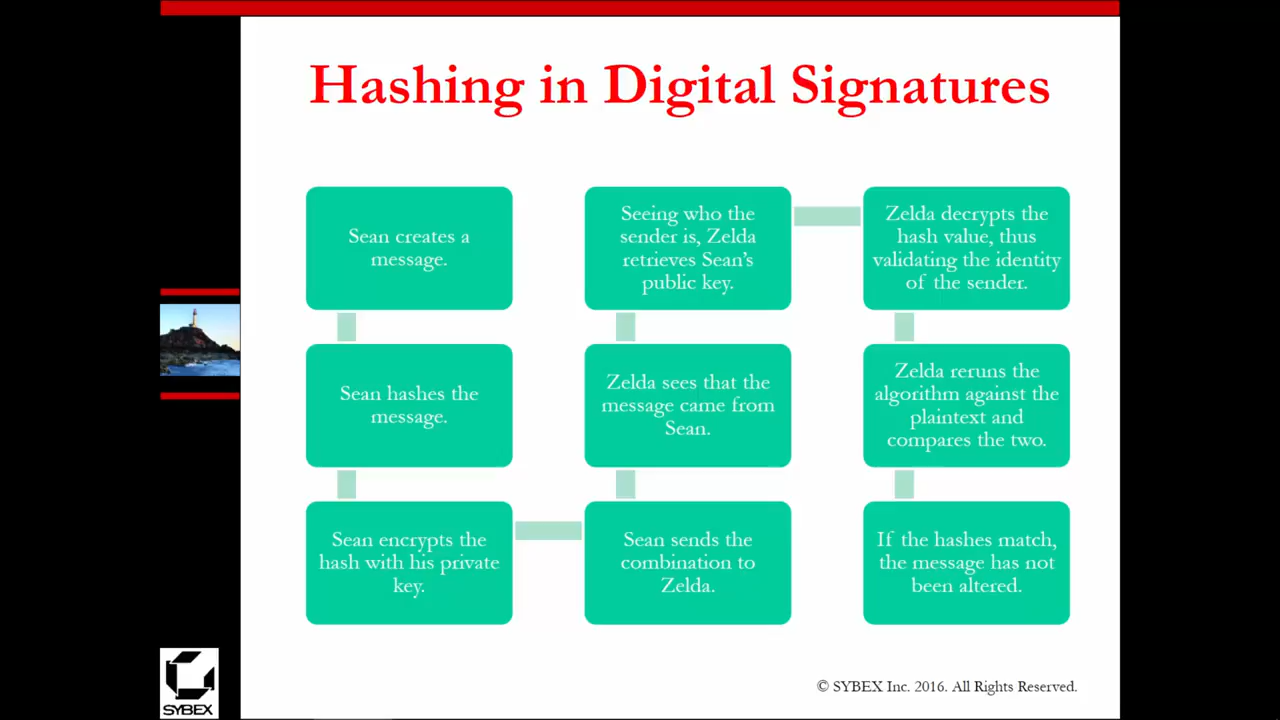 Hashing in Digital Signatures
Sean creates a
message.
Sean hashes the
message.
Sean encrypts the
hash with his private
key.
Sean sends the
combination to
Zelda.
Zelda sees that the
message came from
Sean.
Seeing who the
sender is, Zelda
retrieves Sean’s
public key.
Zelda decrypts the
hash value, thus
validating the identity
of the sender.
Zelda reruns the
algorithm against the
plaintext and
compares the two.
If the hashes match,
the message has not
been altered.
SYBEX
© SYBEX Inc. 2016. All Rights Reserved.